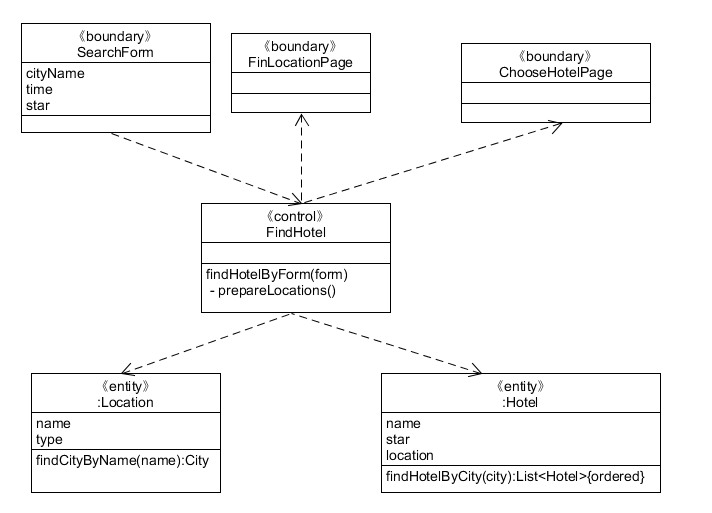 《boundary》
SearchForm
cityName
time
star
《boundary》
FinLocationPage
《boundary》
ChooseHotelPage
《control》
FindHotel
findHotelByForm(form)
- prepareLocations()
《entity》
:Location
name
type
findCityByName(name):City
《entity》
:Hotel
name
star
location
findHotelByCity(city):List<Hotel>{ordered}